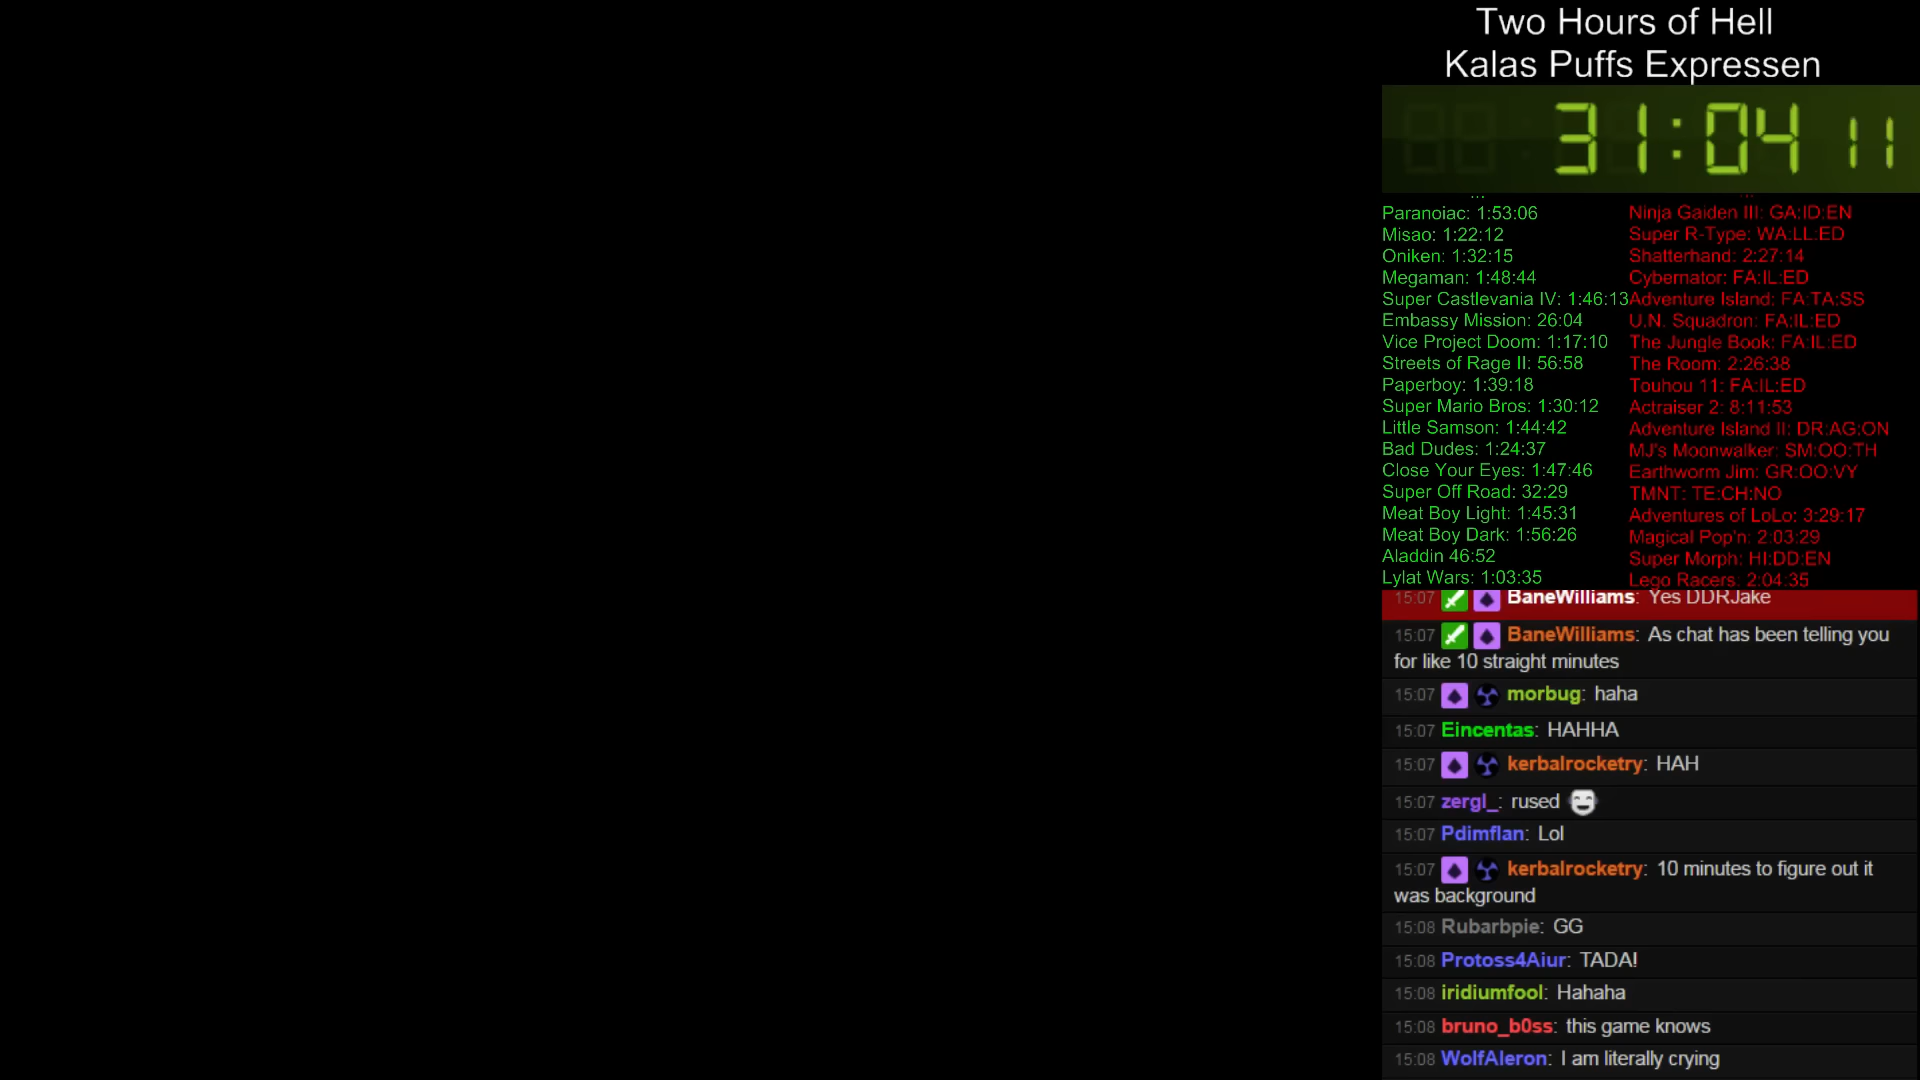 Two Hours of Hell
Kalas Puffs Expressen
31:04 11
... ...
Paranoiac: 1:53:06 Ninja Gaiden III: GA:ID:EN
Misao: 1:22:12 Super R-Type: WA:LL:ED
Oniken: 1:32:15 Shatterhand: 2:27:14
Megaman: 1:48:44 Cybernator: FA:IL:ED
Super Castlevania IV: 1:46:13 Adventure Island: FA:TA:SS
Embassy Mission: 26:04 U.N. Squadron: FA:IL:ED
Vice Project Doom: 1:17:10 The Jungle Book: FA:IL:ED
Streets of Rage II: 56:58 The Room: 2:26:38
Paperboy: 1:39:18 Touhou 11: FA:IL:ED
Super Mario Bros: 1:30:12 Actraiser 2: 8:11:53
Little Samson: 1:44:42 Adventure Island II: DR:AG:ON
Bad Dudes: 1:24:37 MJ's Moonwalker: SM:OO:TH
Close Your Eyes: 1:47:46 Earthworm Jim: GR:OO:VY
Super Off Road: 32:29 TMNT: TE:CH:NO
Meat Boy Light: 1:45:31 Adventures of LoLo: 3:29:17
Meat Boy Dark: 1:56:26 Magical Pop'n: 2:03:29
Aladdin 46:52 Super Morph: HI:DD:EN
Lylat Wars: 1:03:35 Lego Racers: 2:04:35
15:07 BaneWilliams: Yes DDRJake
15:07 BaneWilliams: As chat has been telling you
for like 10 straight minutes
15:07 morbug: haha
15:07 Eincentas: HAHHA
15:07 kerbalrocketry: HAH
15:07 zergl_: rused
15:07 Pdimflan: Lol
15:07 kerbalrocketry: 10 minutes to figure out it
was background
15:08 Rubarbpie: GG
15:08 Protoss4Aiur: TADA!
15:08 iridiumfool: Hahaha
15:08 bruno_b0ss: this game knows
15:08 WolfAleron: I am literally crying